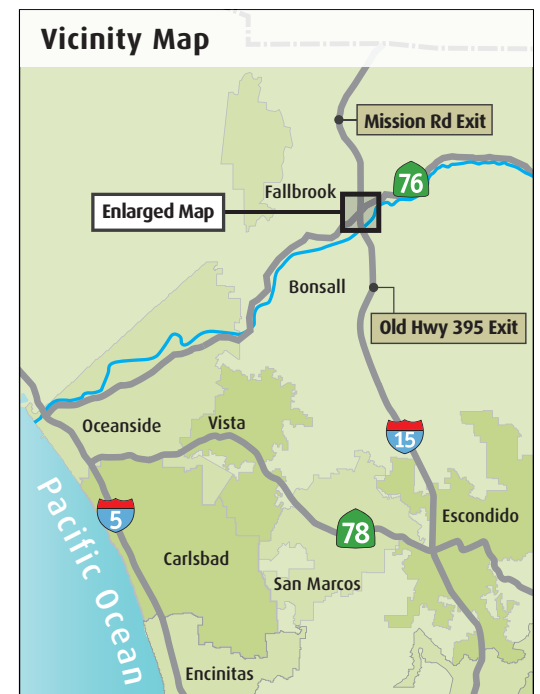 Vicinity Map
Mission Rd Exit
76
Fallbrook
Enlarged Map
Bonsall
Old Hwy 395 Exit
Oceanside
Vista
15
5
Escondido
78
Carlsbad
San Marcos
Pacific Ocean
Encinitas